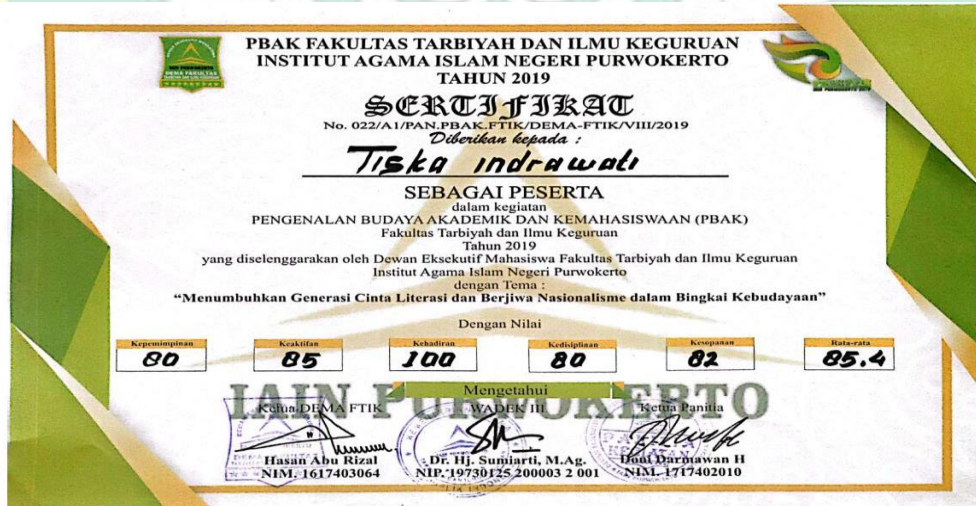 PBAK FAKULTAS TARBIYAH DAN ILMU KEGURUAN
INSTITUT AGAMA ISLAM NEGERI PURWOKERTO
TAHUN 2019
SERTIFIKAT
No. 022/A1/PAN.PBAK.FTIK/DEMA-FTIK/VIII/2019
Diberikan kepada :
Tiska indrawati
SEBAGAI PESERTA
dalam kegiatan
PENGENALAN BUDAYA AKADEMIK DAN KEMAHASISWAAN (PBAK)
Fakultas Tarbiyah dan Ilmu Keguruan
Tahun 2019
yang diselenggarakan oleh Dewan Eksekutif Mahasiswa Fakultas Tarbiyah dan Ilmu Keguruan
Institut Agama Islam Negeri Purwokerto
dengan Tema :
“Menumbuhkan Generasi Cinta Literasi dan Berjiwa Nasionalisme dalam Bingkai Kebudayaan”
Dengan Nilai
Kepemimpinan Keaktifan Kehadiran Kedisiplinan Kesopanan Rata-rata
80 85 100 80 82 85.4
Mengetahui
IAIN PURWOKERTO
Ketua DEMA FTIK WADEK III Ketua Panitia
Hasan Abu Rizal Dr. Hj. Sumiarti, M.Ag. Doni Darmawan H
NIM. 1617403064 NIP. 19730125 200003 2 001 NIM. 1717402010